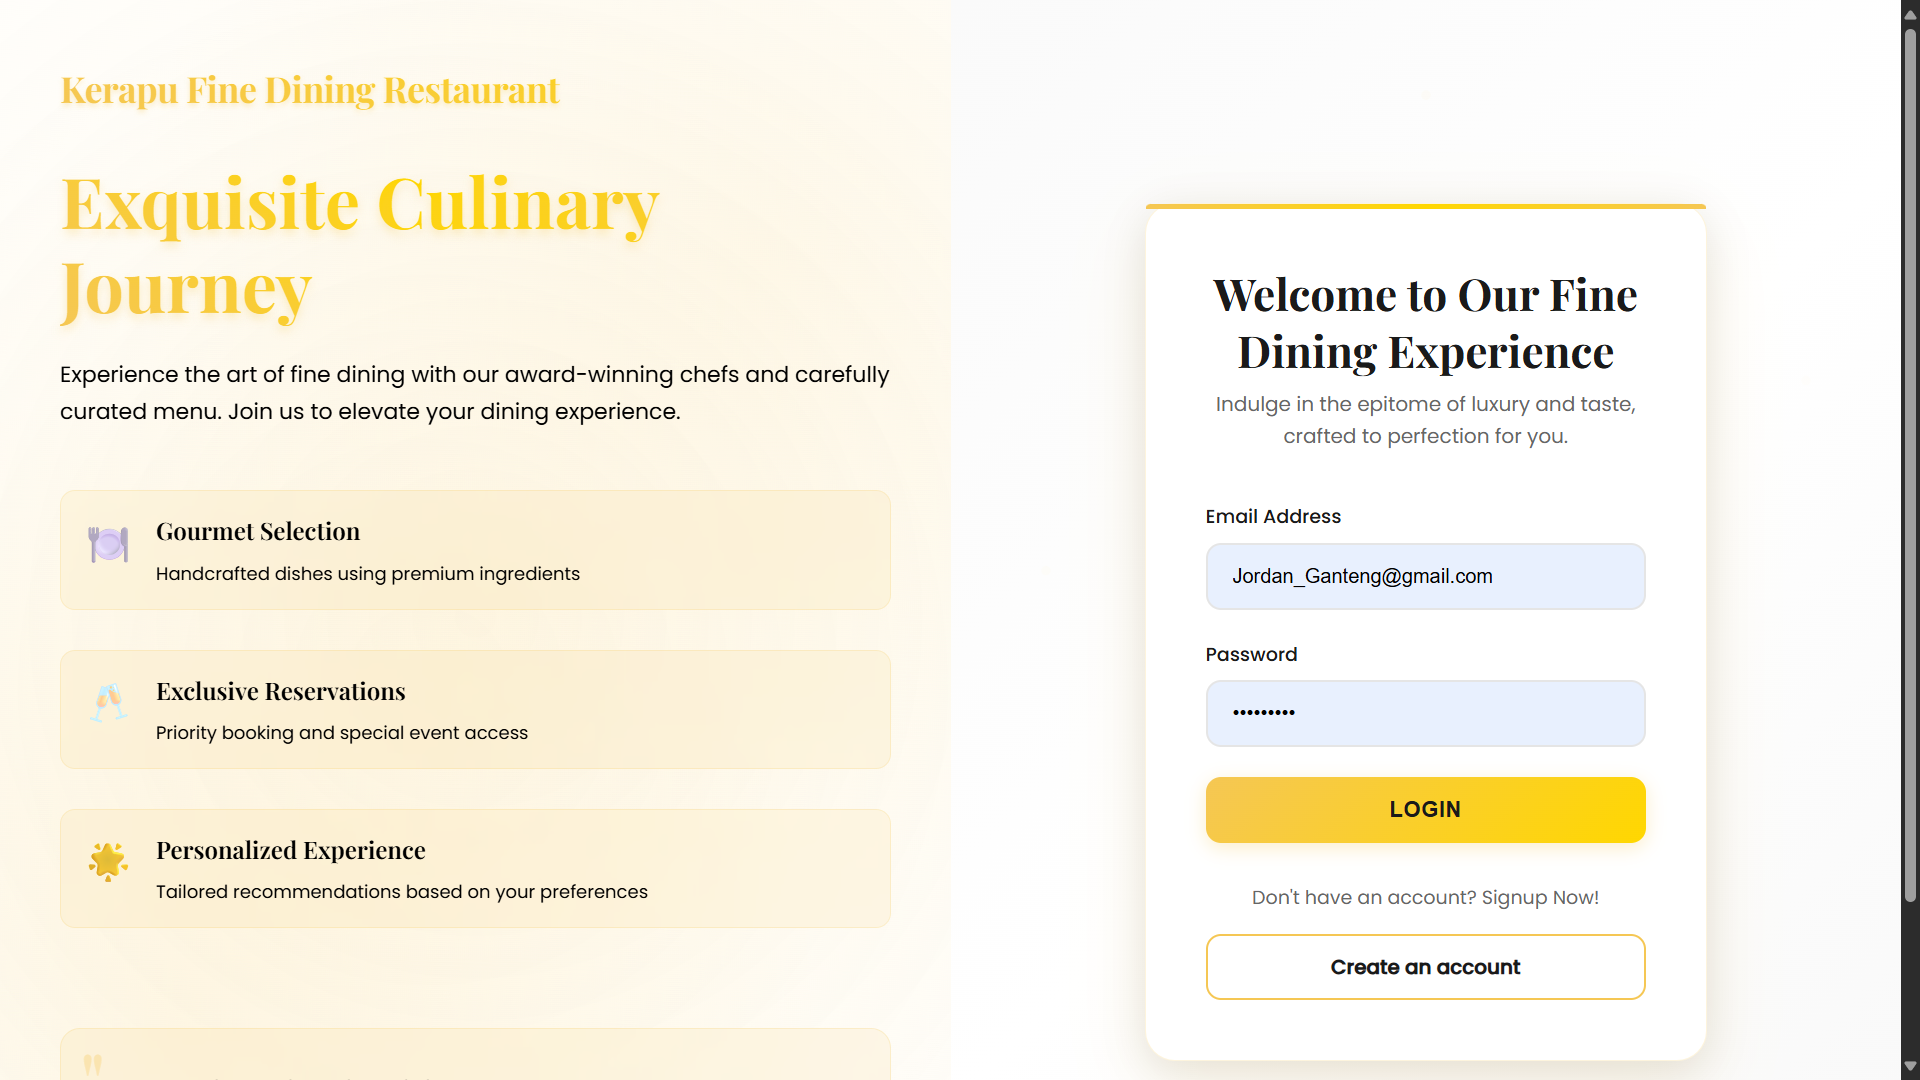 Kerapu Fine Dining Restaurant
Exquisite Culinary
Journey
Experience the art of fine dining with our award-winning chefs and carefully
curated menu. Join us to elevate your dining experience.
Gourmet Selection
Handcrafted dishes using premium ingredients
Exclusive Reservations
Priority booking and special event access
Personalized Experience
Tailored recommendations based on your preferences
"
Welcome to Our Fine
Dining Experience
Indulge in the epitome of luxury and taste,
crafted to perfection for you.
Email Address
Jordan_Ganteng@gmail.com
Password
•••••••••
LOGIN
Don't have an account? Signup Now!
Create an account